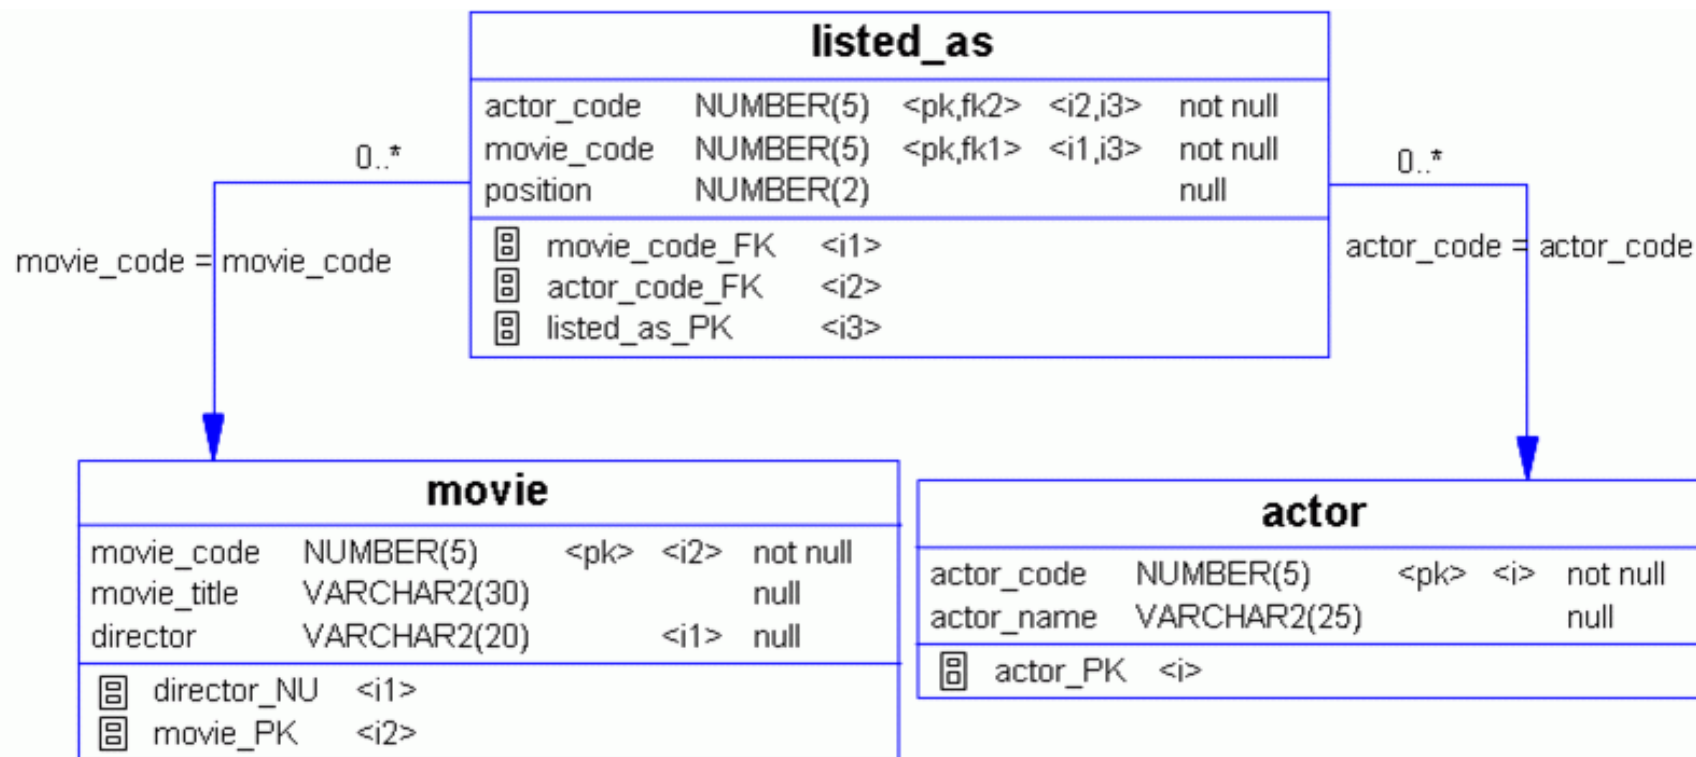 listed_as
actor_code NUMBER(5) <pk,fk2> <i2,i3> not null
movie_code NUMBER(5) <pk,fk1> <i1,i3> not null
position NUMBER(2) null
movie_code_FK <i1>
actor_code_FK <i2>
listed_as_PK <i3>
0..*
movie_code = movie_code
0..*
actor_code = actor_code
movie
movie_code NUMBER(5) <pk> <i2> not null
movie_title VARCHAR2(30) null
director VARCHAR2(20) <i1> null
director_NU <i1>
movie_PK <i2>
actor
actor_code NUMBER(5) <pk> <i> not null
actor_name VARCHAR2(25) null
actor_PK <i>